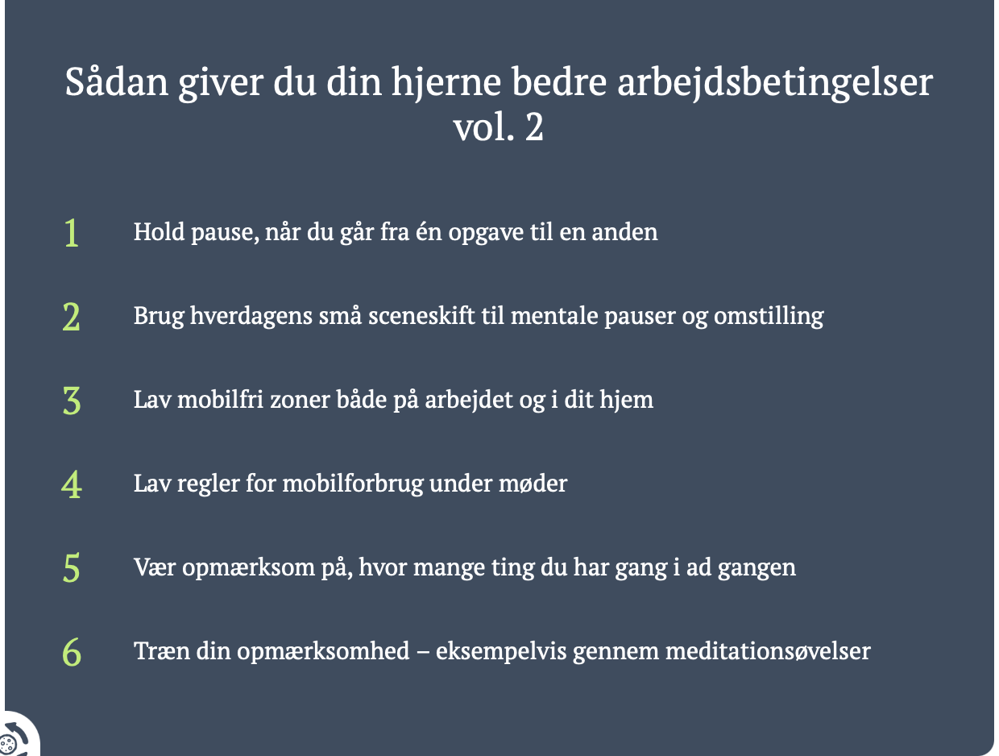 Sådan giver du din hjerne bedre arbejdsbetingelser
vol. 2
1 Hold pause, når du går fra én opgave til en anden
2 Brug hverdagens små sceneskift til mentale pauser og omstilling
3 Lav mobilfri zoner både på arbejdet og i dit hjem
4 Lav regler for mobilforbrug under møder
5 Vær opmærksom på, hvor mange ting du har gang i ad gangen
6 Træn din opmærksomhed – eksempelvis gennem meditationsøvelser